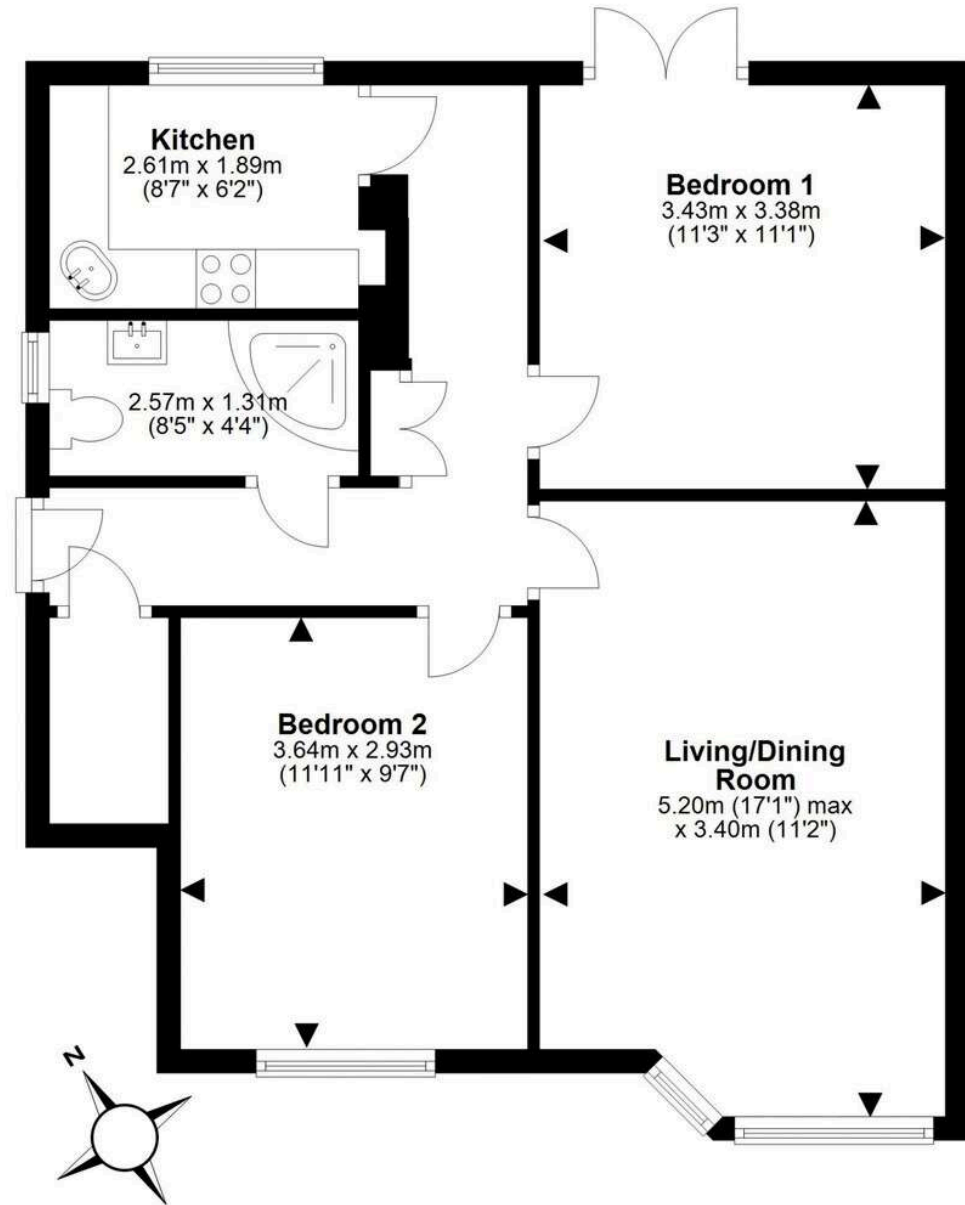 Kitchen
2.61m x 1.89m
(8'7" x 6'2")
Bedroom 1
3.43m x 3.38m
(11'3" x 11'1")
2.57m x 1.31m
(8'5" x 4'4")
Bedroom 2
3.64m x 2.93m
(11'11" x 9'7")
Living/Dining
Room
5.20m (17'1") max
x 3.40m (11'2")
N